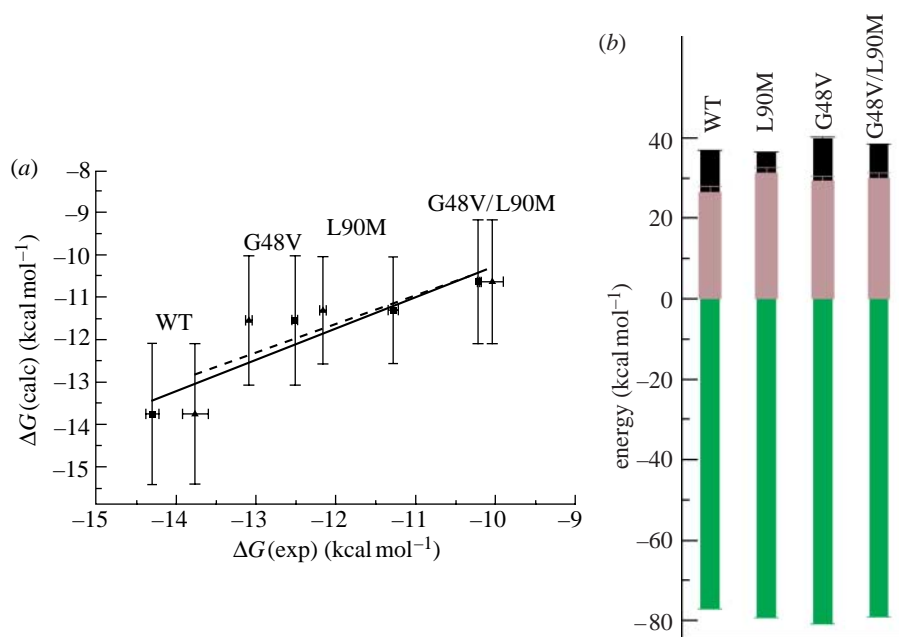 (a)
ΔG(calc) (kcal mol−1)
−8
−9
−10
−11
−12
−13
−14
−15
WT
G48V
L90M
G48V/L90M
−15
−14
−13
−12
−11
−10
−9
ΔG(exp) (kcal mol−1)
(b)
WT
L90M
G48V
G48V/L90M
energy (kcal mol−1)
40
20
0
−20
−40
−60
−80